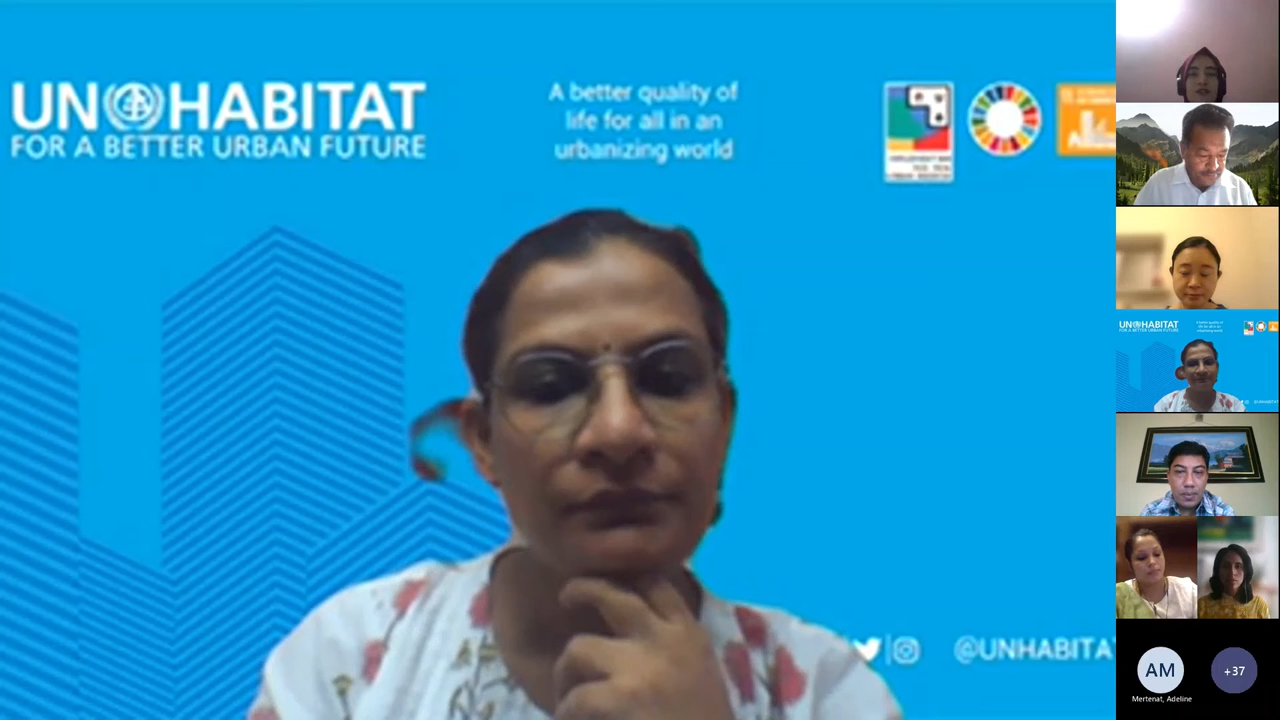 UN HABITAT
FOR A BETTER URBAN FUTURE
A better quality of
life for all in an
urbanizing world
@UNHABITAT
UN HABITAT
FOR A BETTER URBAN FUTURE
AM
+37
Mertenat, Adeline